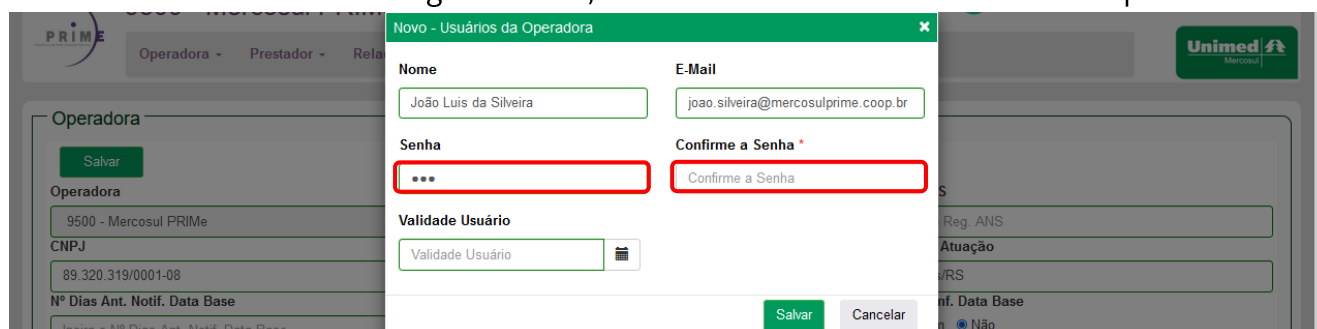 PRIME
Operadora Prestador
Novo - Usuários da Operadora
Unimed
Mercosul
Nome E-Mail
João Luis da Silveira joao.silveira@mercosulprime.coop.br
Operadora
Salvar
Senha Confirme a Senha *
••• Confirme a Senha
Operadora
9500 - Mercosul PRIMe Reg. ANS
Validade Usuário
CNPJ Atuação
Validade Usuário
89.320.319/0001-08 /RS
Nº Dias Ant. Notif. Data Base nf. Data Base
Salvar Cancelar
Não